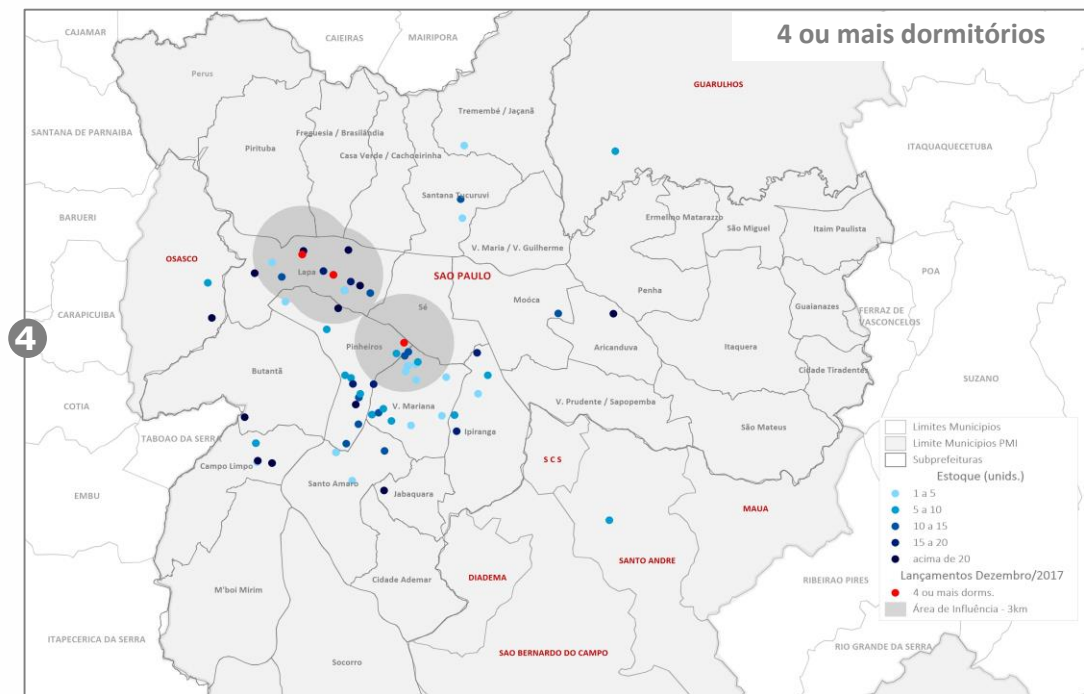 4 ou mais dormitórios
CAJAMAR
CAIEIRAS
MAIRIPORA
Perus
GUARULHOS
Tremembé / Jaçanã
SANTANA DE PARNAIBA
Freguesia / Brasilândia
Pirituba
Casa Verde / Cachoeirinha
ITAQUAQUECETUBA
Santana Tucuruvi
Ermelino Matarazzo
São Miguel
Itaim Paulista
BARUERI
V. Maria / V. Guilherme
OSASCO
Lapa
SAO PAULO
POA
Penha
Moóca
Sé
Guaianazes
FERRAZ DE
VASCONCELOS
CARAPICUIBA
4
Pinheiros
Aricanduva
Itaquera
Butantã
Cidade Tiradentes
SUZANO
COTIA
V. Mariana
V. Prudente / Sapopemba
TABOAO DA SERRA
Ipiranga
São Mateus
Campo Limpo
S C S
EMBU
Santo Amaro
Jabaquara
MAUA
SANTO ANDRE
M'boi Mirim
Cidade Ademar
DIADEMA
RIBEIRAO PIRES
ITAPECERICA DA SERRA
Socorro
SAO BERNARDO DO CAMPO
RIO GRANDE DA SERRA
Limites Municipios
Limite Municipios PMI
Subprefeituras
Estoque (unids.)
1 a 5
5 a 10
10 a 15
15 a 20
acima de 20
Lançamentos Dezembro/2017
4 ou mais dorms.
Área de Influência - 3km